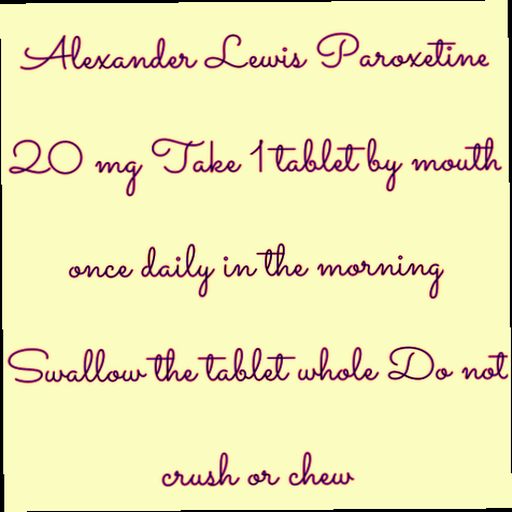 Alexander Lewis Paroxetine
20 mg Take 1 tablet by mouth
once daily in the morning
Swallow the tablet whole Do not
crush or chew